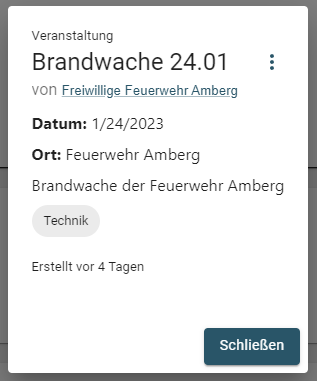 Veranstaltung
Brandwache 24.01
von Freiwillige Feuerwehr Amberg
Datum: 1/24/2023
Ort: Feuerwehr Amberg
Brandwache der Feuerwehr Amberg
Technik
Erstellt vor 4 Tagen
Schließen